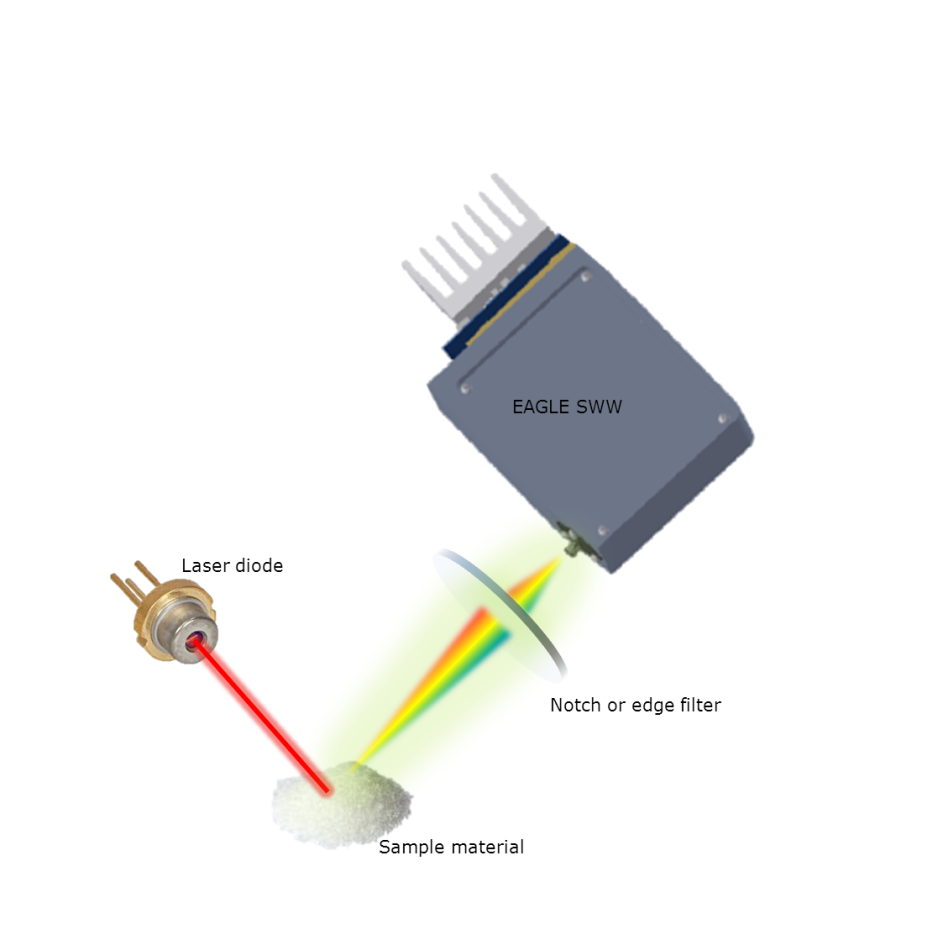 EAGLE SWW
Laser diode
Notch or edge filter
Sample material